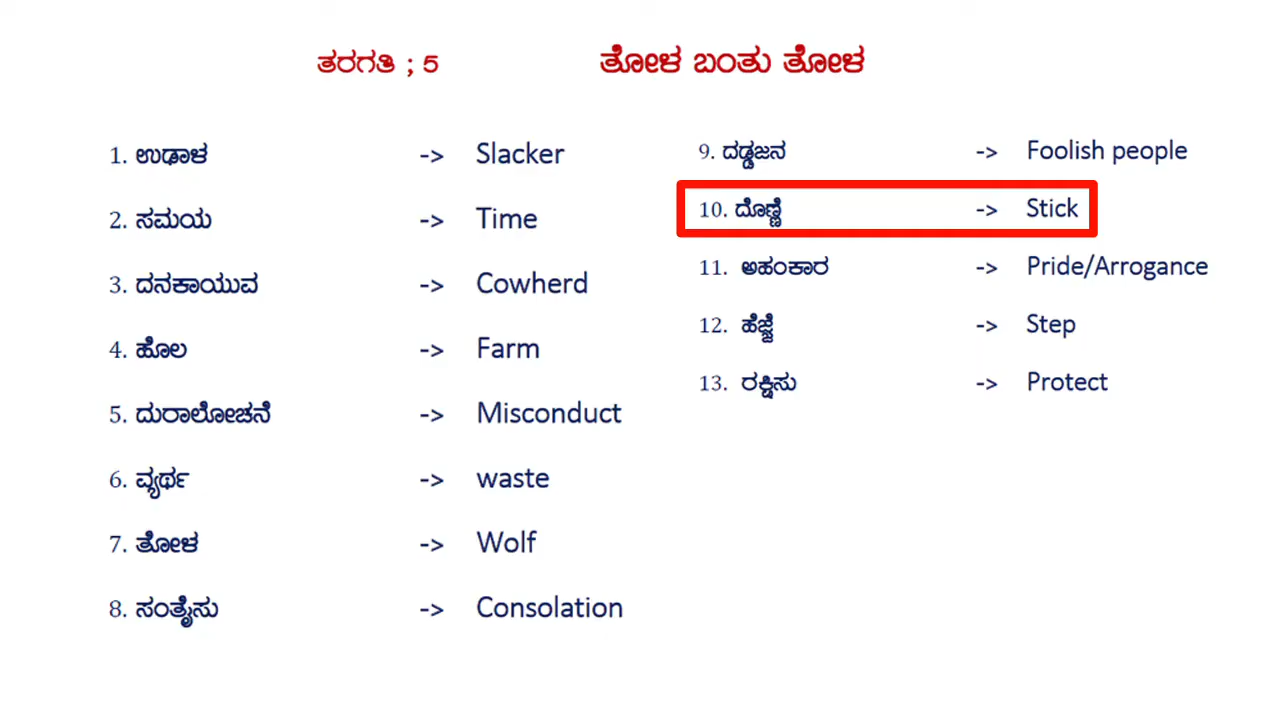 ತರಗತಿ ; 5 ತೋಳ ಬಂತು ತೋಳ
1. ಉಢಾಳ -> Slacker
2. ಸಮಯ -> Time
3. ದನಕಾಯುವ -> Cowherd
4. ಹೊಲ -> Farm
5. ದುರಾಲೋಚನೆ -> Misconduct
6. ವ್ಯರ್ಥ -> waste
7. ತೋಳ -> Wolf
8. ಸಂತೈಸು -> Consolation
9. ದಡ್ಡಜನ -> Foolish people
10. ದೊಣ್ಣೆ -> Stick
11. ಅಹಂಕಾರ -> Pride/Arrogance
12. ಹೆಜ್ಜೆ -> Step
13. ರಕ್ಷಿಸು -> Protect